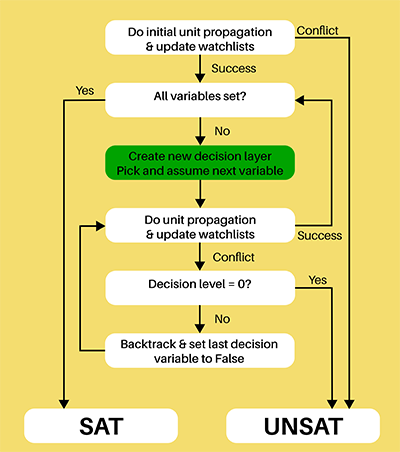 Do initial unit propagation
& update watchlists
Conflict
Success
Yes
All variables set?
No
Create new decision layer
Pick and assume next variable
Do unit propagation
& update watchlists
Success
Conflict
Decision level = 0?
Yes
No
Backtrack & set last decision
variable to False
SAT
UNSAT